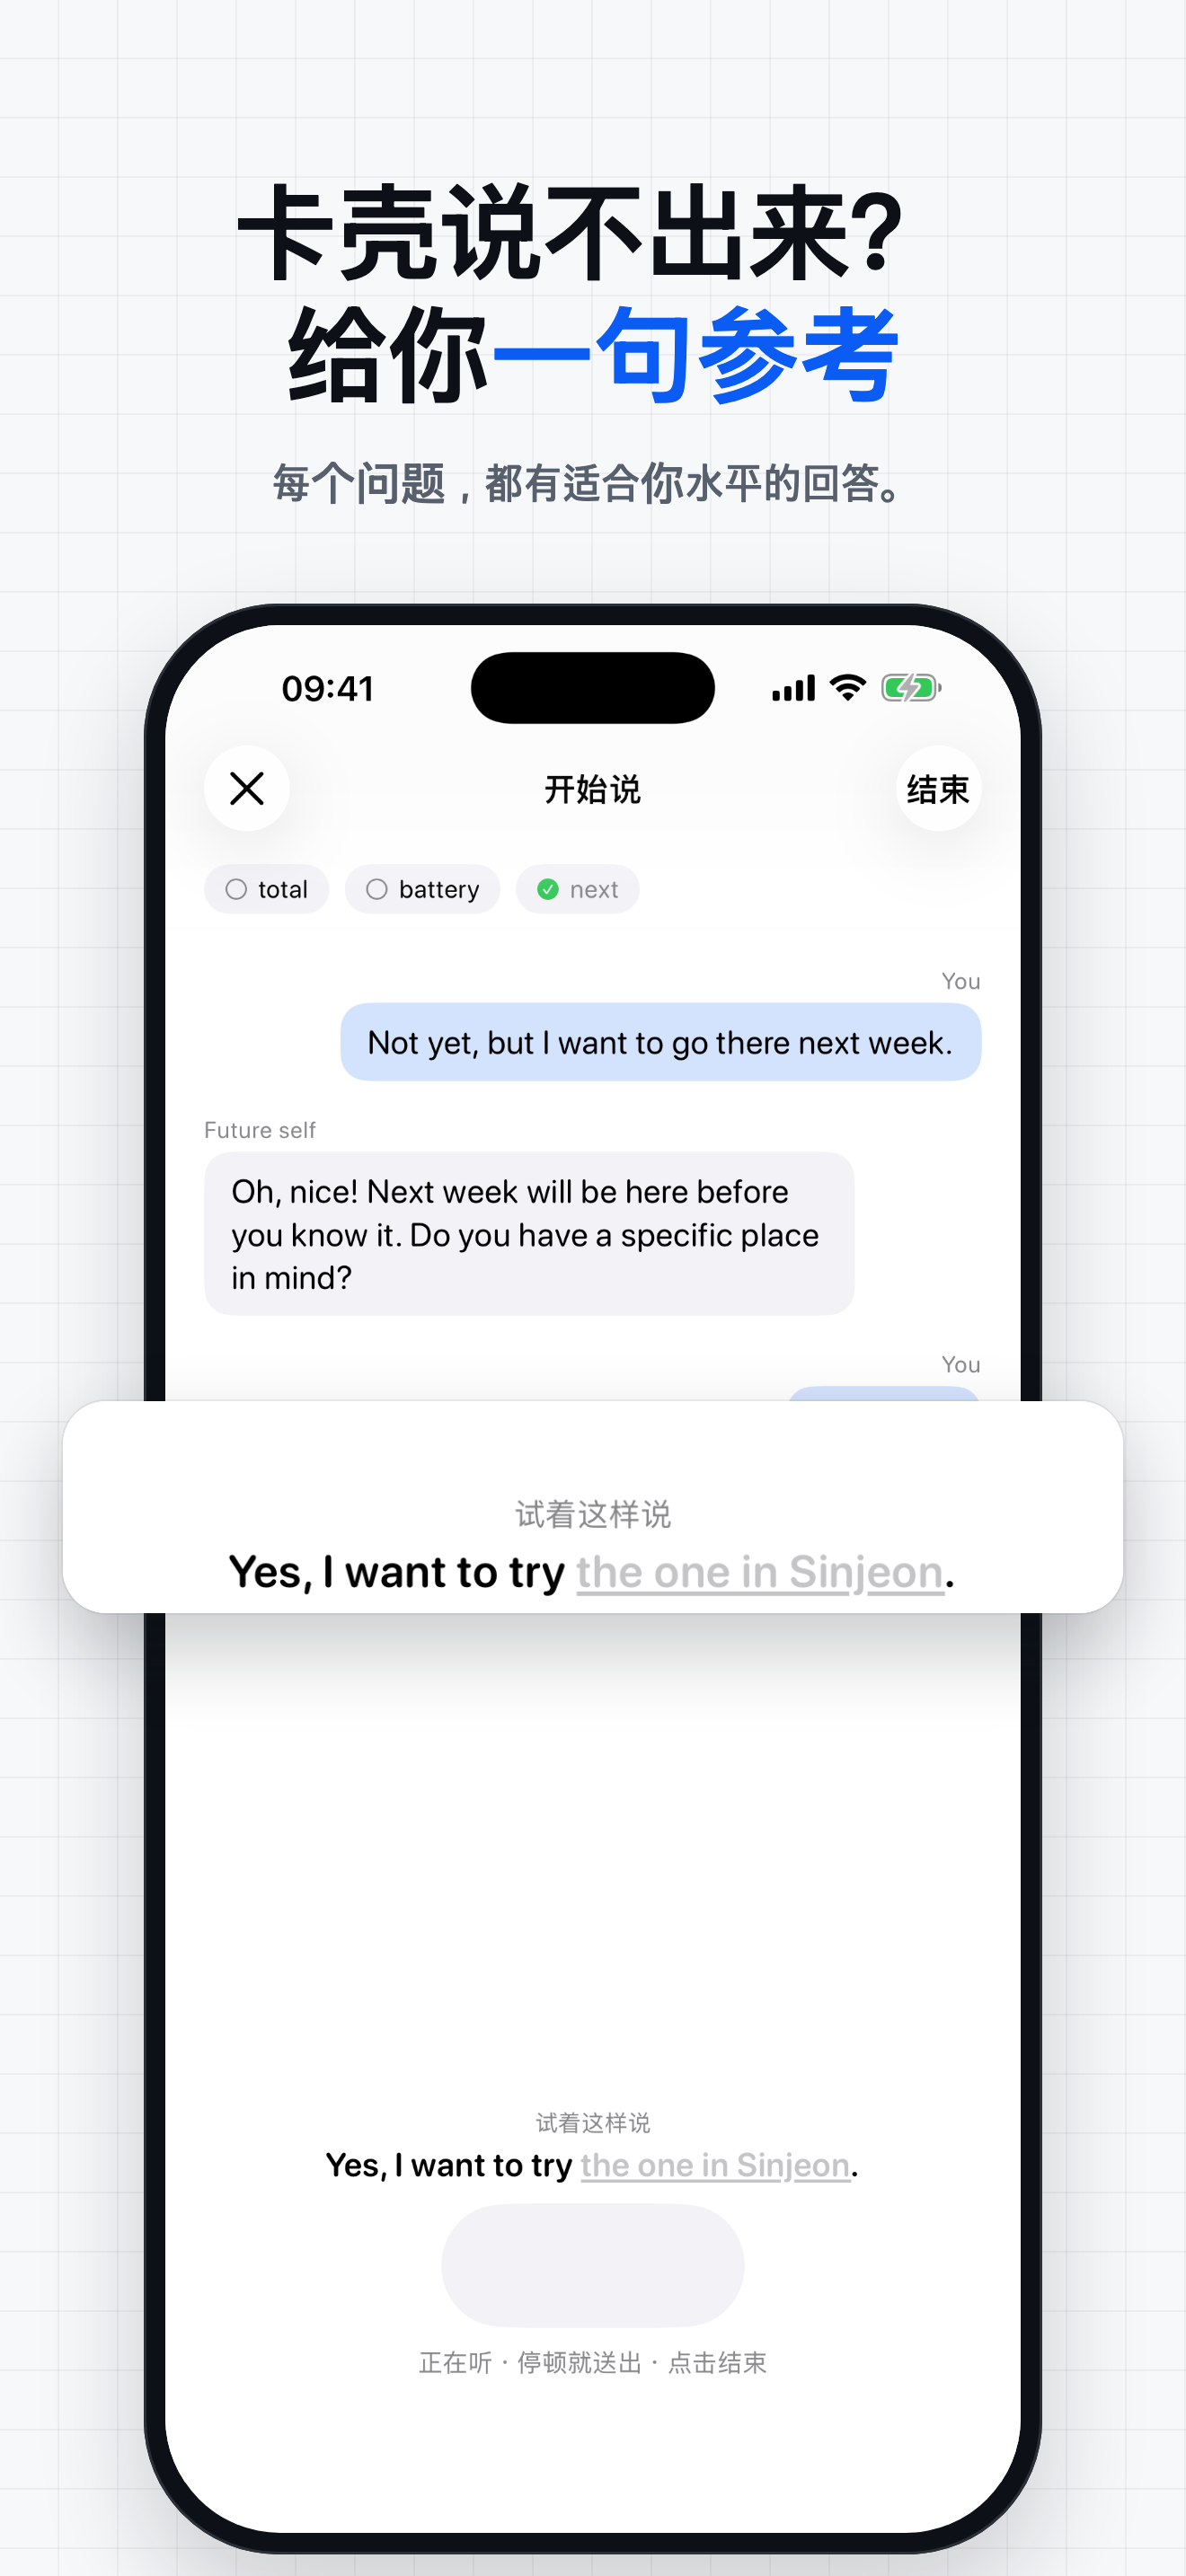 卡壳说不出来?
给你一句参考
每个问题，都有适合你水平的回答。
09:41
开始说
结束
total
battery
next
You
Not yet, but I want to go there next week.
Future self
Oh, nice! Next week will be here before
you know it. Do you have a specific place
in mind?
You
试着这样说
Yes, I want to try the one in Sinjeon.
试着这样说
Yes, I want to try the one in Sinjeon.
正在听 · 停顿就送出 · 点击结束